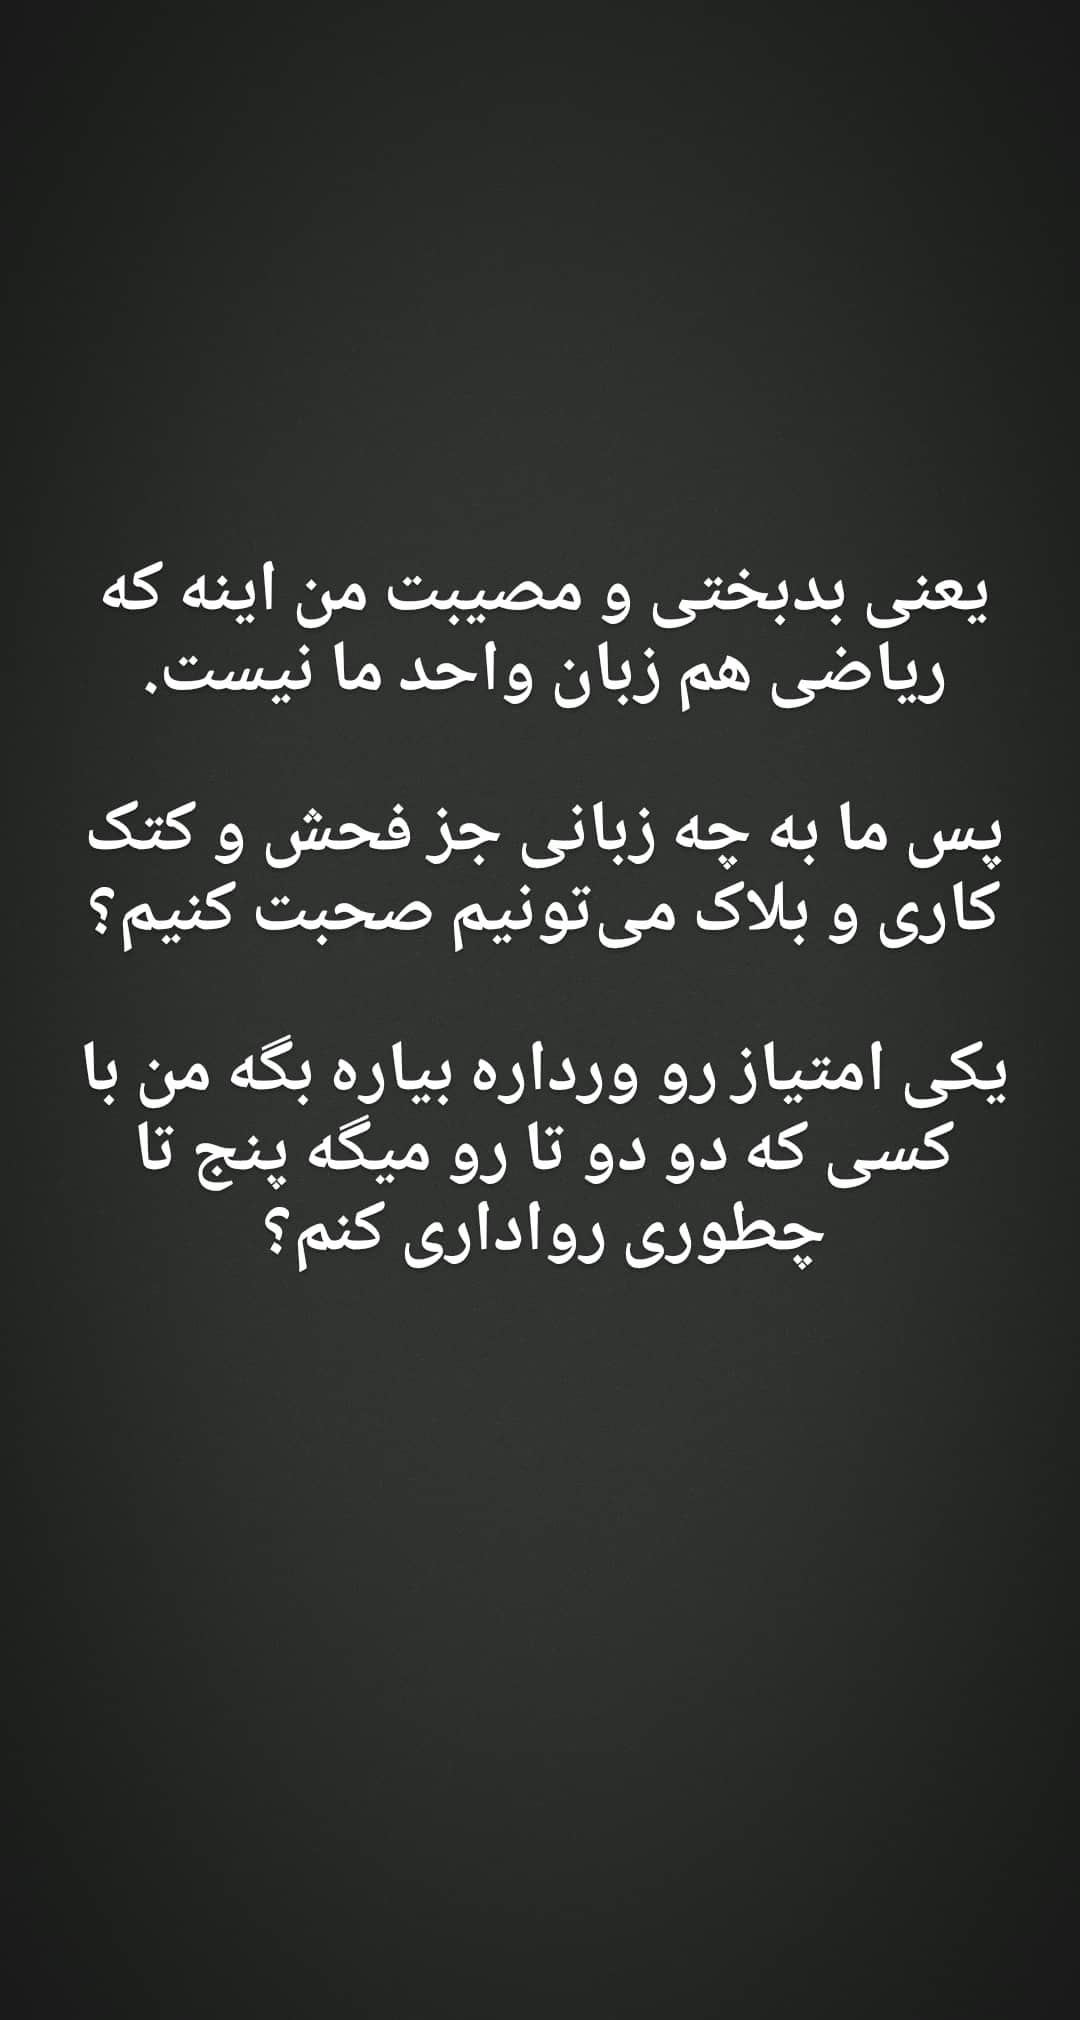 یعنی بدبختی و مصیبت من اینه که
ریاضی هم زبان واحد ما نیست.
پس ما به چه زبانی جز فحش و کتک
کاری و بلاک می‌تونیم صحبت کنیم؟
یکی امتیاز رو ورداره بیاره بگه من با
کسی که دو دو تا رو میگه پنج تا
چطوری رواداری کنم؟